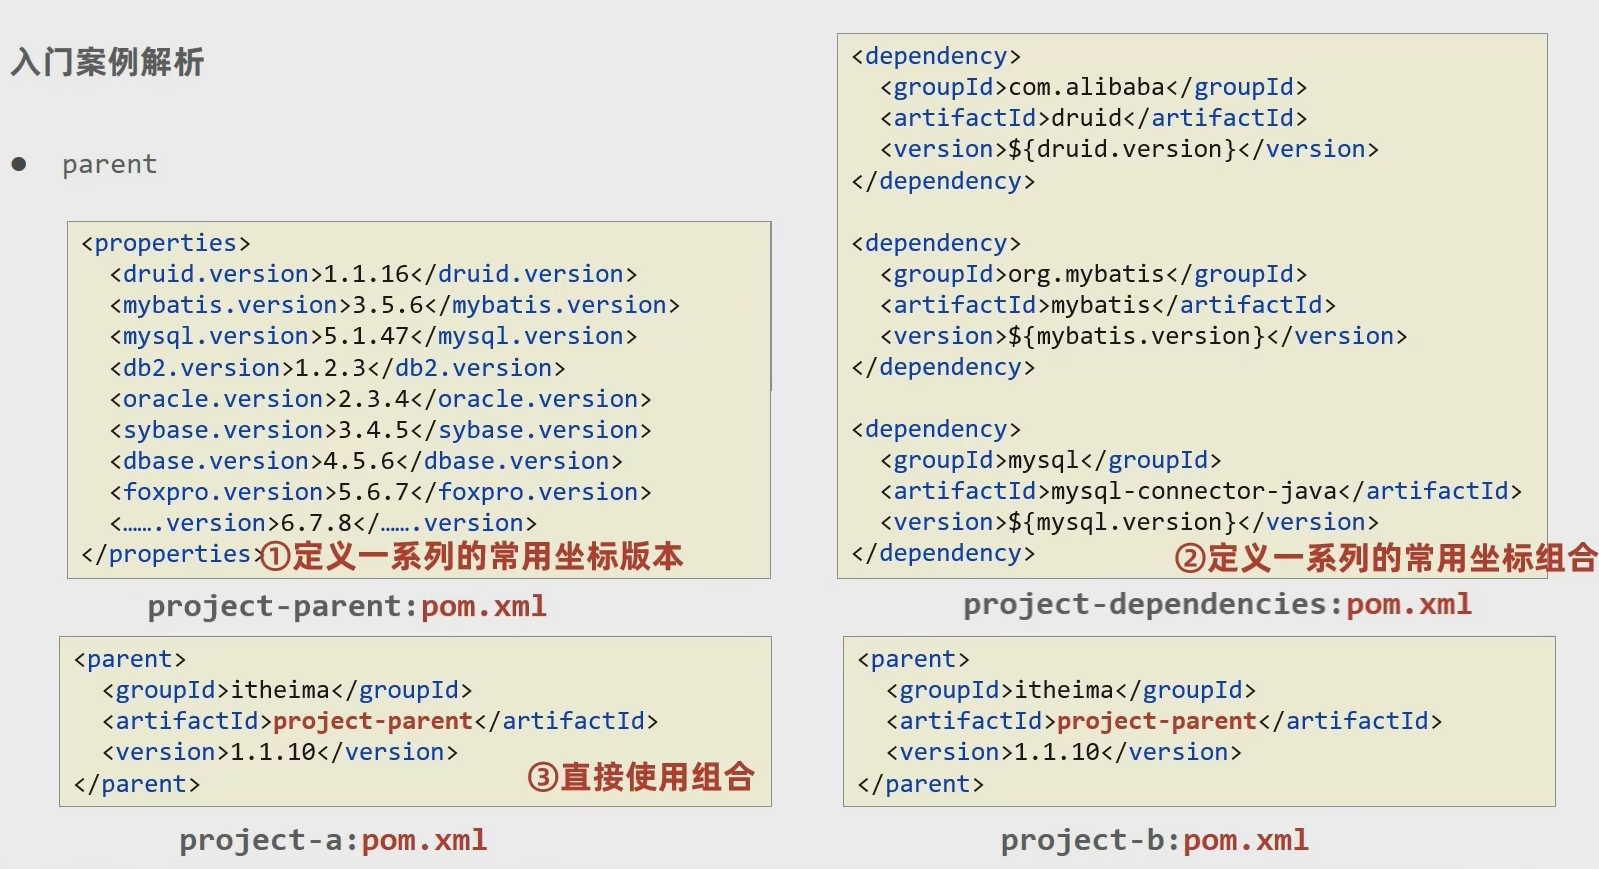 入门案例解析
● parent
<properties>
<druid.version>1.1.16</druid.version>
<mybatis.version>3.5.6</mybatis.version>
<mysql.version>5.1.47</mysql.version>
<db2.version>1.2.3</db2.version>
<oracle.version>2.3.4</oracle.version>
<sybase.version>3.4.5</sybase.version>
<dbase.version>4.5.6</dbase.version>
<foxpro.version>5.6.7</foxpro.version>
<…….version>6.7.8</…….version>
</properties>
①定义一系列的常用坐标版本
project-parent:pom.xml
<dependency>
<groupId>com.alibaba</groupId>
<artifactId>druid</artifactId>
<version>${druid.version}</version>
</dependency>
<dependency>
<groupId>org.mybatis</groupId>
<artifactId>mybatis</artifactId>
<version>${mybatis.version}</version>
</dependency>
<dependency>
<groupId>mysql</groupId>
<artifactId>mysql-connector-java</artifactId>
<version>${mysql.version}</version>
</dependency>
②定义一系列的常用坐标组合
project-dependencies:pom.xml
<parent>
<groupId>itheima</groupId>
<artifactId>project-parent</artifactId>
<version>1.1.10</version>
</parent>
③直接使用组合
project-a:pom.xml
<parent>
<groupId>itheima</groupId>
<artifactId>project-parent</artifactId>
<version>1.1.10</version>
</parent>
project-b:pom.xml